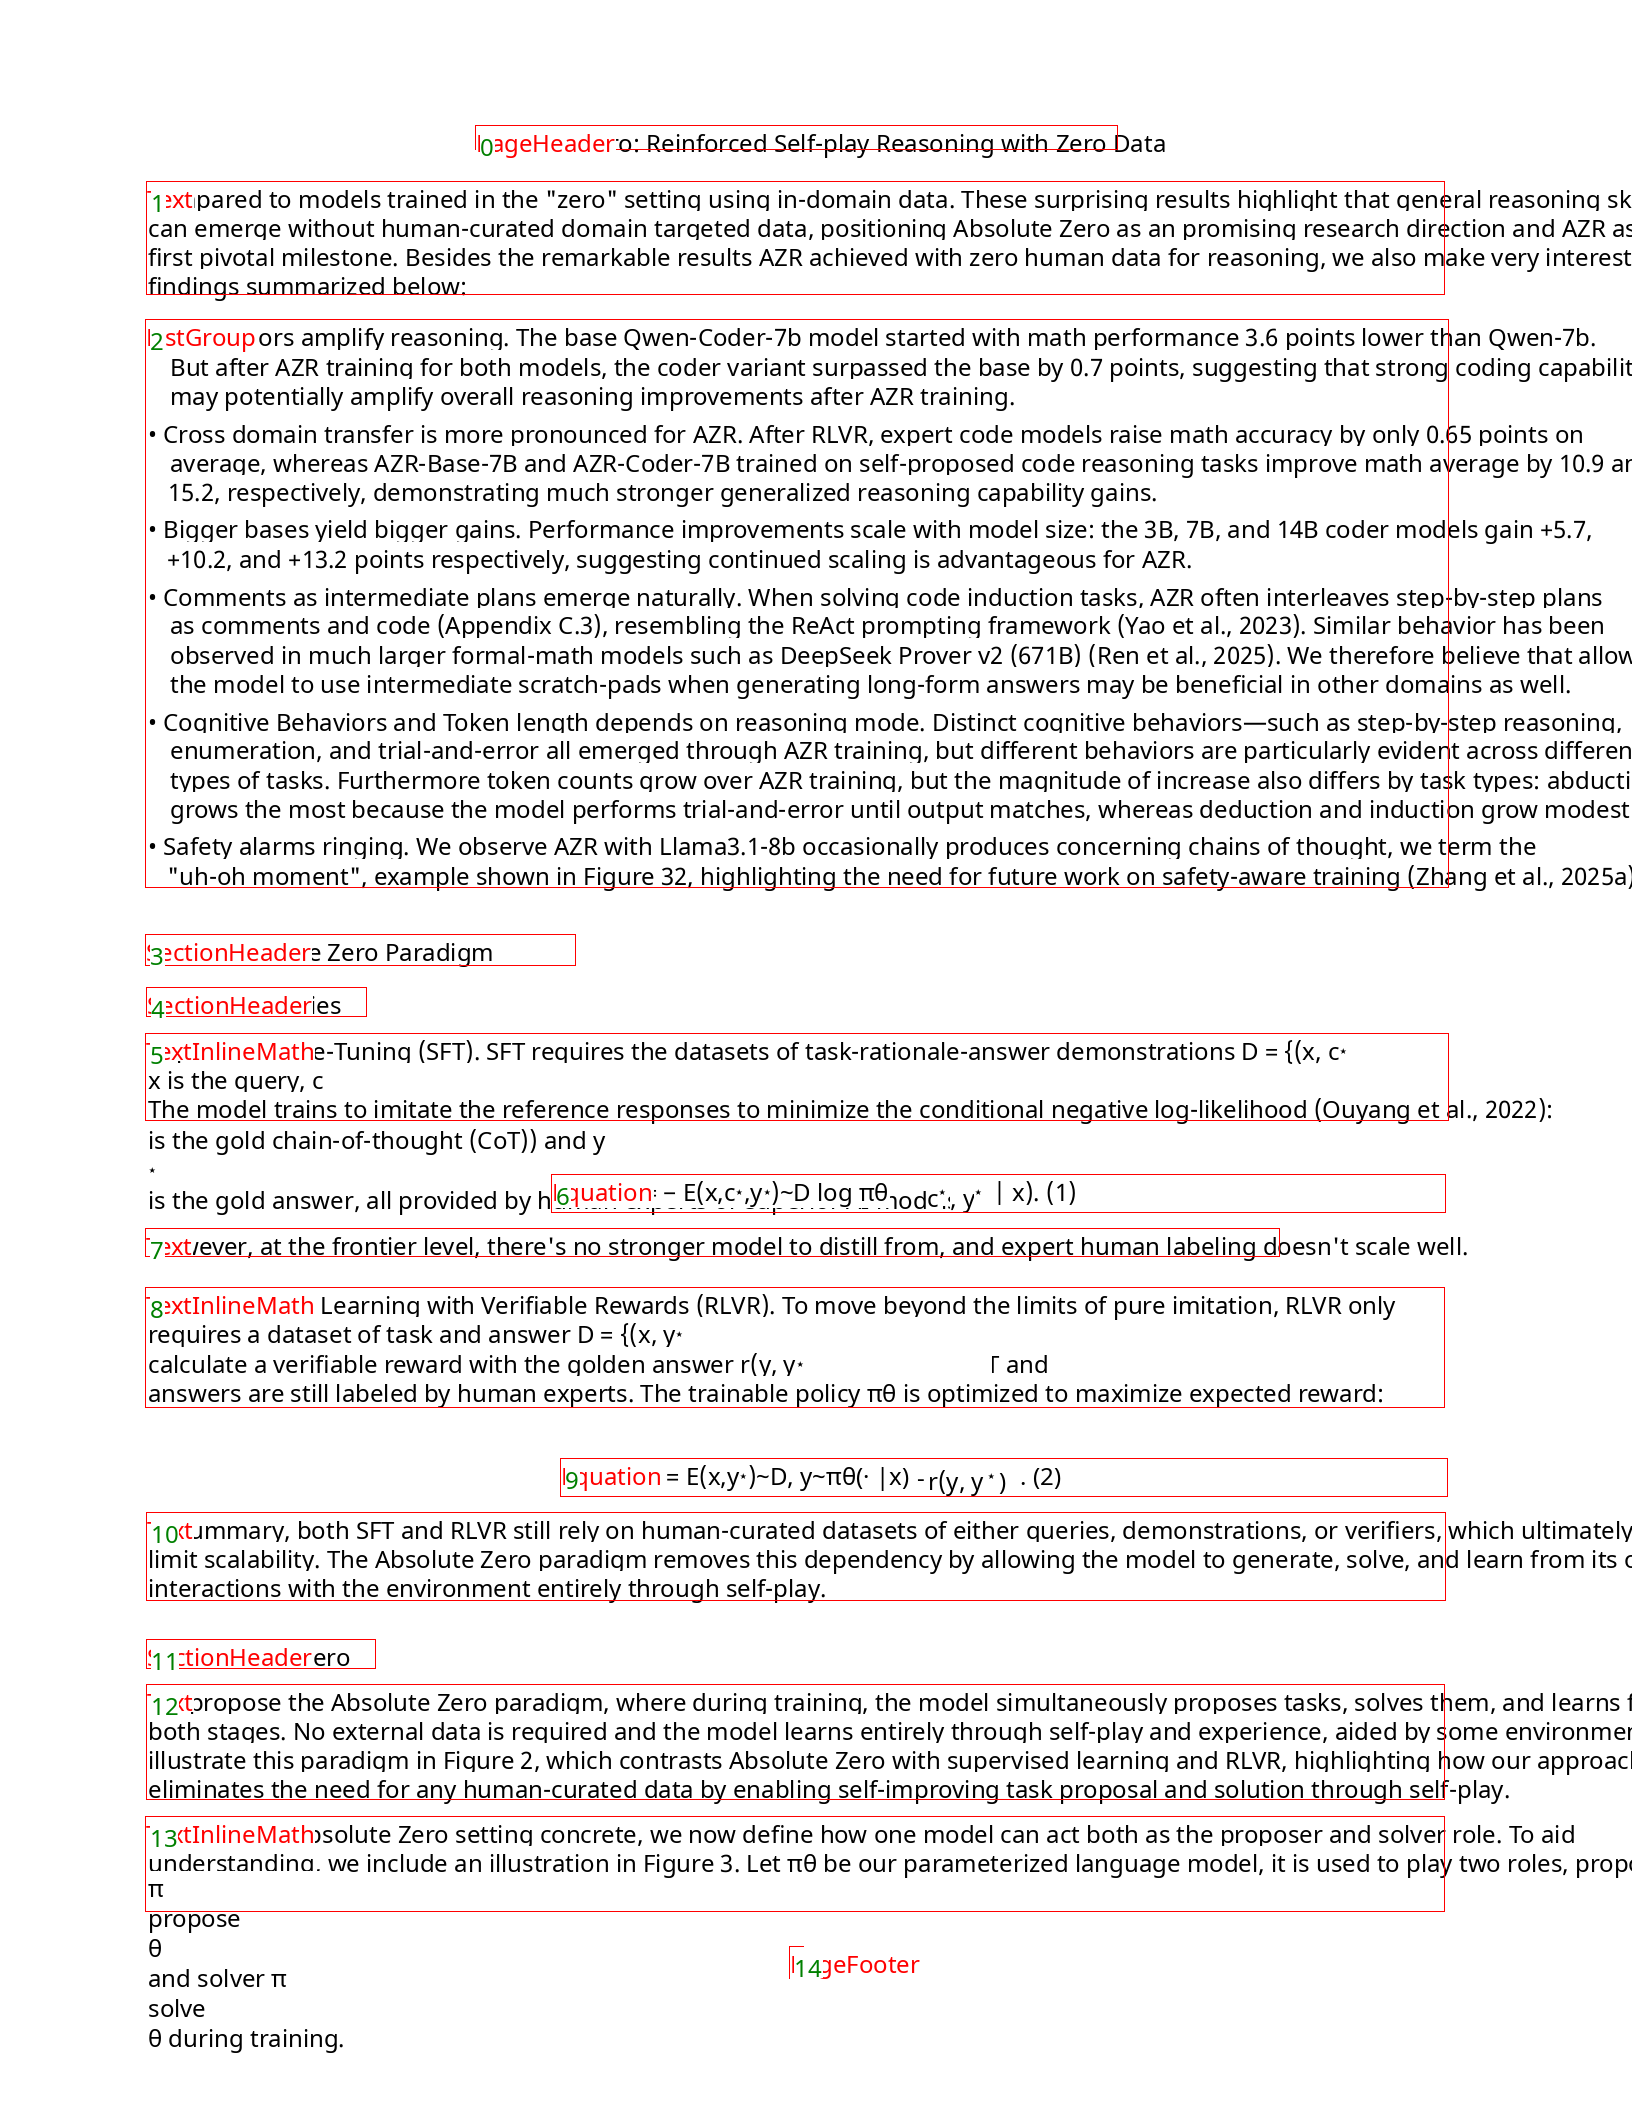 PageHeader o: Reinforced Self-play Reasoning with Zero Data
0
Text pared to models trained in the "zero" setting using in-domain data. These surprising results highlight that general reasoning
1
can emerge without human-curated domain targeted data, positioning Absolute Zero as an promising research direction and AZR as
first pivotal milestone. Besides the remarkable results AZR achieved with zero human data for reasoning, we also make very
findings summarized below:
ListGroup ors amplify reasoning. The base Qwen-Coder-7b model started with math performance 3.6 points lower than Qwen-7b.
2
But after AZR training for both models, the coder variant surpassed the base by 0.7 points, suggesting that strong coding
may potentially amplify overall reasoning improvements after AZR training.
• Cross domain transfer is more pronounced for AZR. After RLVR, expert code models raise math accuracy by only 0.65 points on
average, whereas AZR-Base-7B and AZR-Coder-7B trained on self-proposed code reasoning tasks improve math average by 10.9
15.2, respectively, demonstrating much stronger generalized reasoning capability gains.
• Bigger bases yield bigger gains. Performance improvements scale with model size: the 3B, 7B, and 14B coder models gain +5.7,
+10.2, and +13.2 points respectively, suggesting continued scaling is advantageous for AZR.
• Comments as intermediate plans emerge naturally. When solving code induction tasks, AZR often interleaves step-by-step plans
as comments and code (Appendix C.3), resembling the ReAct prompting framework (Yao et al., 2023). Similar behavior has been
observed in much larger formal-math models such as DeepSeek Prover v2 (671B) (Ren et al., 2025). We therefore believe that
the model to use intermediate scratch-pads when generating long-form answers may be beneficial in other domains as well.
• Cognitive Behaviors and Token length depends on reasoning mode. Distinct cognitive behaviors—such as step-by-step reasoning,
enumeration, and trial-and-error all emerged through AZR training, but different behaviors are particularly evident across
types of tasks. Furthermore token counts grow over AZR training, but the magnitude of increase also differs by task types:
grows the most because the model performs trial-and-error until output matches, whereas deduction and induction grow
• Safety alarms ringing. We observe AZR with Llama3.1-8b occasionally produces concerning chains of thought, we term the
"uh-oh moment", example shown in Figure 32, highlighting the need for future work on safety-aware training (Zhang et al., 2025a)
SectionHeader e Zero Paradigm
3
SectionHeader ies
4
TextInlineMath e-Tuning (SFT). SFT requires the datasets of task-rationale-answer demonstrations D = {(x, c⋆
5
x is the query, c
The model trains to imitate the reference responses to minimize the conditional negative log-likelihood (Ouyang et al., 2022):
is the gold chain-of-thought (CoT)) and y
⋆
is the gold answer, all provided by
Equation = − E(x,c⋆,y⋆)~D log πθ c⋆, y⋆ | x). (1)
6
Text ever, at the frontier level, there's no stronger model to distill from, and expert human labeling doesn't scale well.
7
TextInlineMath Learning with Verifiable Rewards (RLVR). To move beyond the limits of pure imitation, RLVR only
8
requires a dataset of task and answer D = {(x, y⋆
calculate a verifiable reward with the golden answer r(y, y⋆ and
answers are still labeled by human experts. The trainable policy πθ is optimized to maximize expected reward:
Equation = E(x,y⋆)~D, y~πθ(· |x) - r(y, y⋆) . (2)
9
Text ummary, both SFT and RLVR still rely on human-curated datasets of either queries, demonstrations, or verifiers, which ultimately
10
limit scalability. The Absolute Zero paradigm removes this dependency by allowing the model to generate, solve, and learn from its
interactions with the environment entirely through self-play.
SectionHeader ero
11
Text propose the Absolute Zero paradigm, where during training, the model simultaneously proposes tasks, solves them, and learns
12
both stages. No external data is required and the model learns entirely through self-play and experience, aided by some
illustrate this paradigm in Figure 2, which contrasts Absolute Zero with supervised learning and RLVR, highlighting how our approach
eliminates the need for any human-curated data by enabling self-improving task proposal and solution through self-play.
TextInlineMath bsolute Zero setting concrete, we now define how one model can act both as the proposer and solver role. To aid
13
understanding, we include an illustration in Figure 3. Let πθ be our parameterized language model, it is used to play two roles,
π
propose
θ
and solver π
solve
θ during training.
PageFooter
14